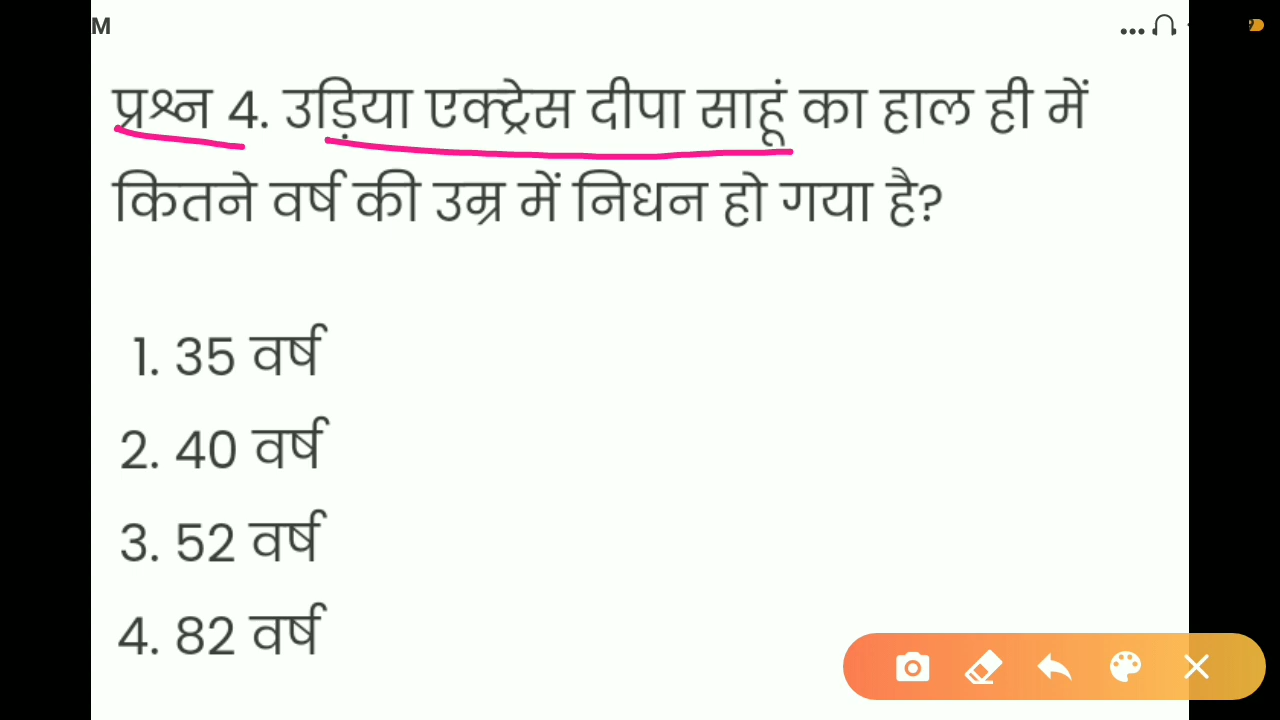 M
प्रश्न 4. उड़िया एक्ट्रेस दीपा साहूं का हाल ही में
कितने वर्ष की उम्र में निधन हो गया है?
1. 35 वर्ष
2. 40 वर्ष
3. 52 वर्ष
4. 82 वर्ष